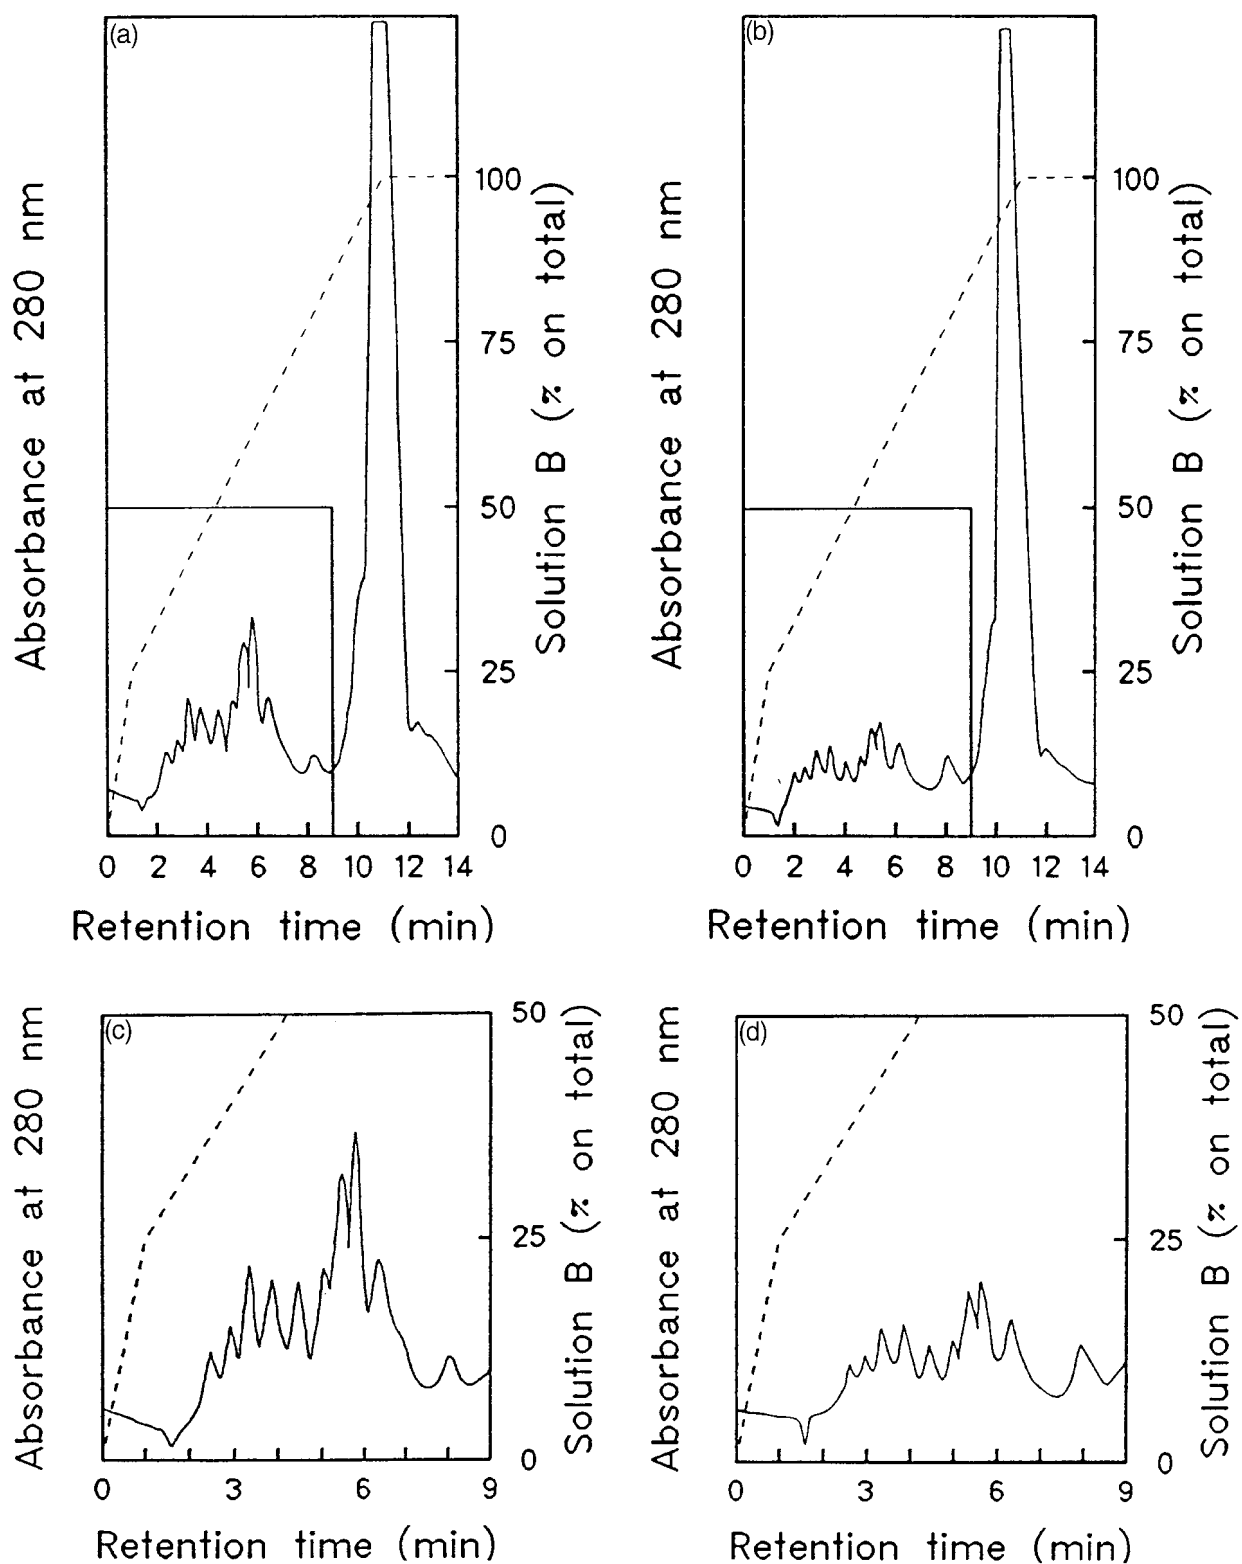 (a)
Absorbance at 280 nm
100
75
50
25
0
Solution B (% on total)
0 2 4 6 8 10 12 14
Retention time (min)
(b)
Absorbance at 280 nm
100
75
50
25
0
Solution B (% on total)
0 2 4 6 8 10 12 14
Retention time (min)
(c)
Absorbance at 280 nm
50
25
0
Solution B (% on total)
0 3 6 9
Retention time (min)
(d)
Absorbance at 280 nm
50
25
0
Solution B (% on total)
0 3 6 9
Retention time (min)